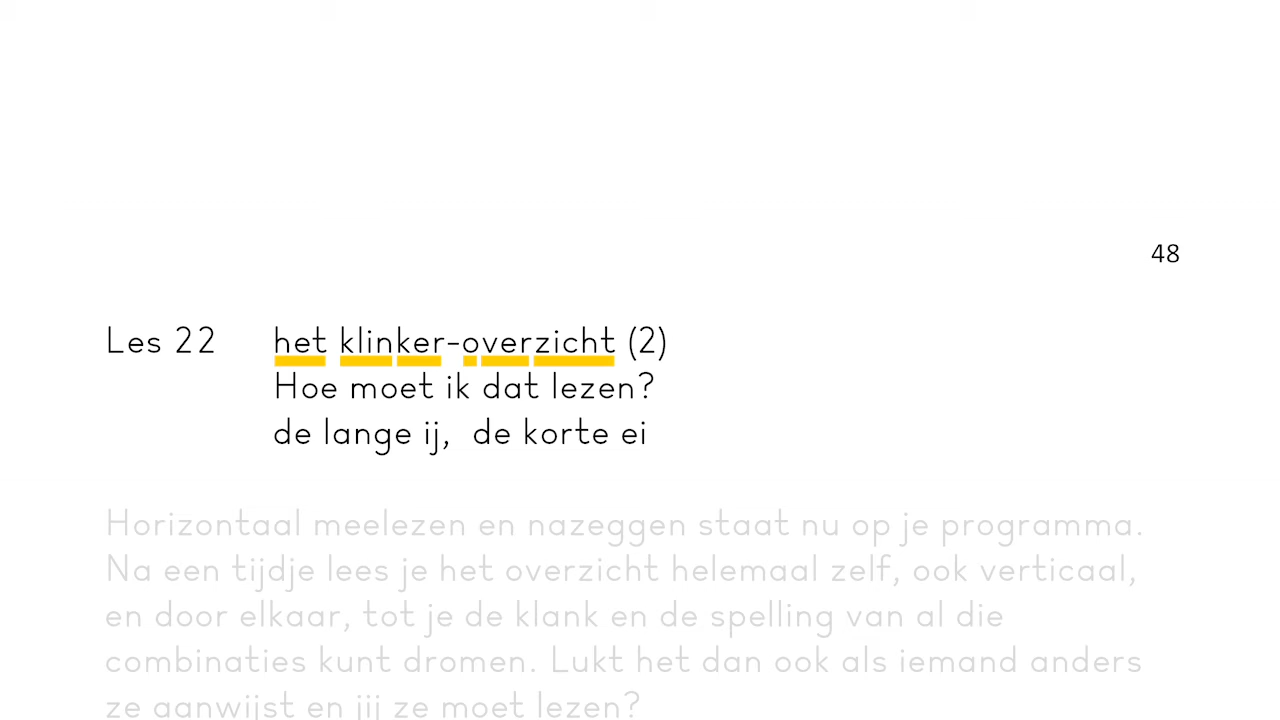 48
Les 22 het klinker-overzicht (2)
Hoe moet ik dat lezen?
de lange ij, de korte ei
Horizontaal meelezen en nazeggen staat nu op je programma.
Na een tijdje lees je het overzicht helemaal zelf, ook verticaal,
en door elkaar, tot je de klank en de spelling van al die
combinaties kunt dromen. Lukt het dan ook als iemand anders
ze aanwijst en jij ze moet lezen?